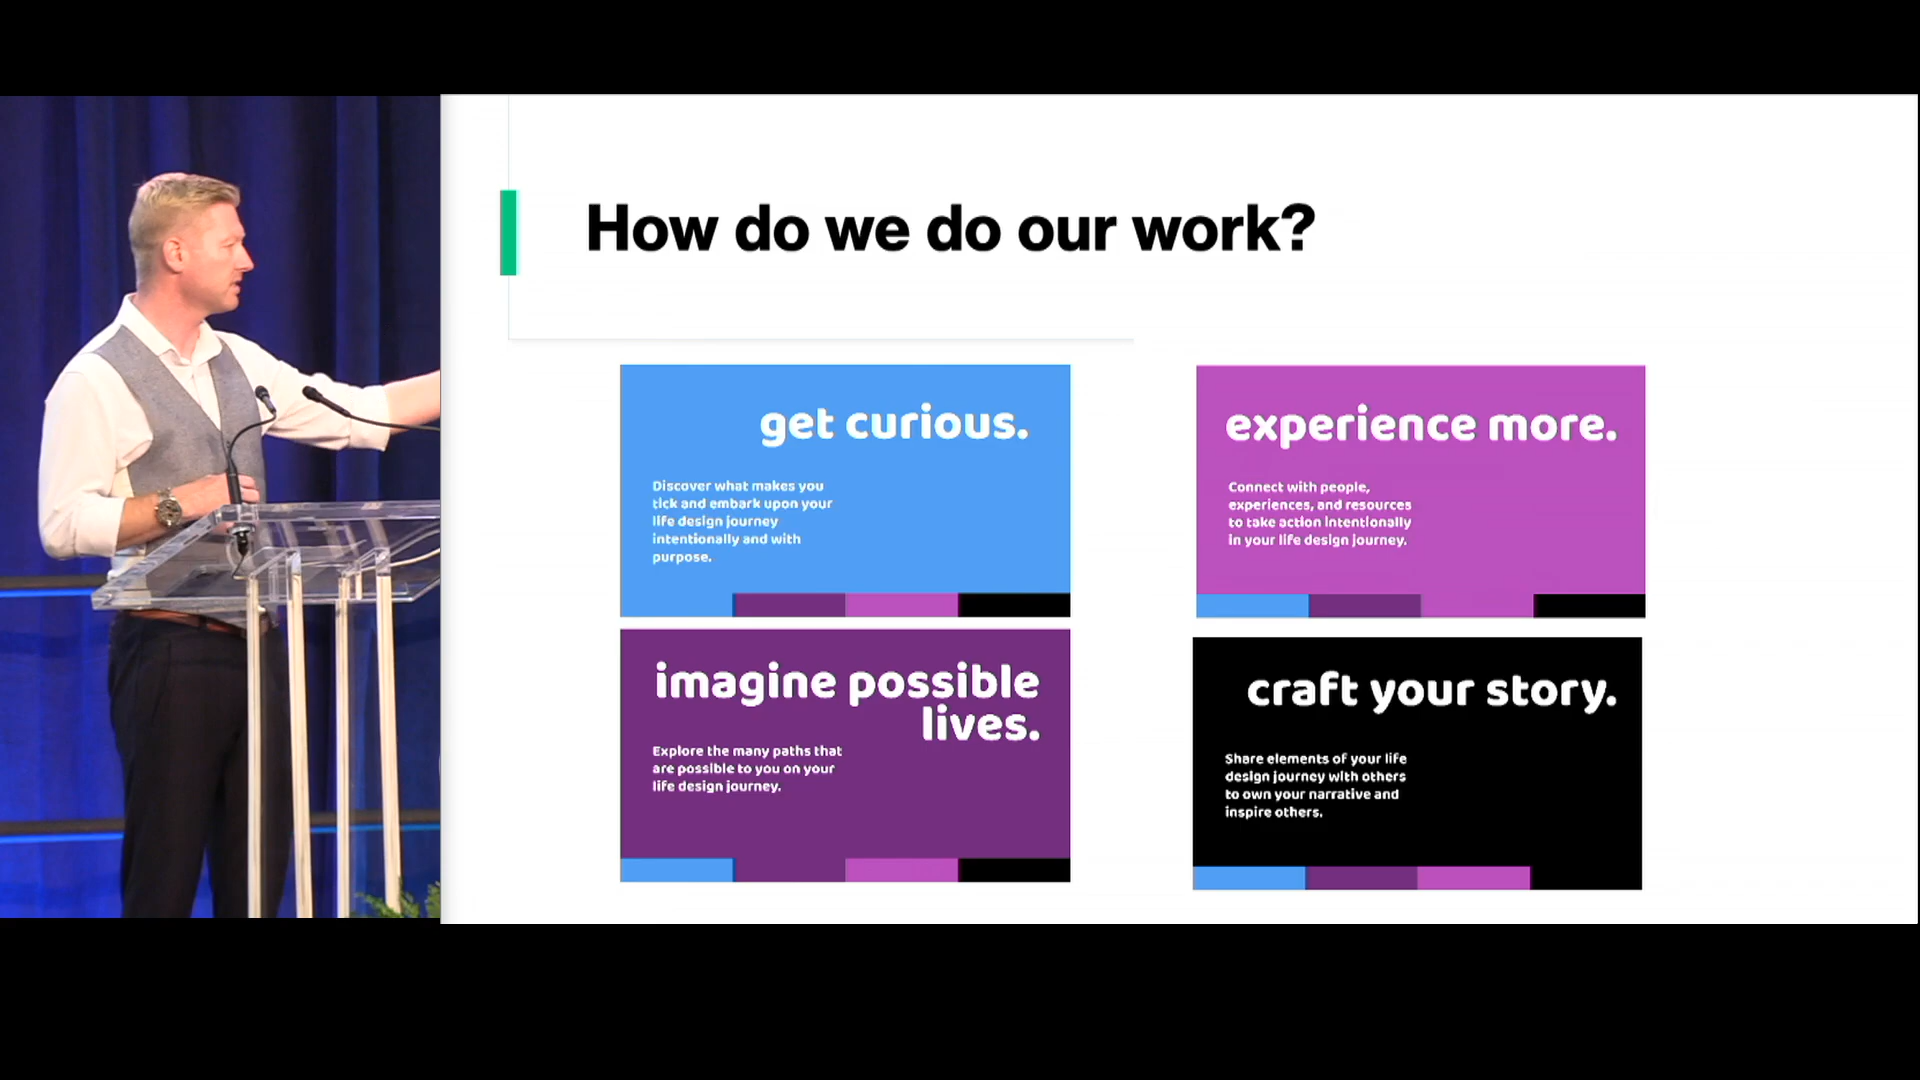 How do we do our work?
get curious.
Discover what makes you
tick and embark upon your
life design journey
intentionally and with
purpose.
experience more.
Connect with people,
experiences, and resources
to take action intentionally
in your life design journey.
imagine possible
lives.
Explore the many paths that
are possible to you on your
life design journey.
craft your story.
Share elements of your life
design journey with others
to own your narrative and
inspire others.